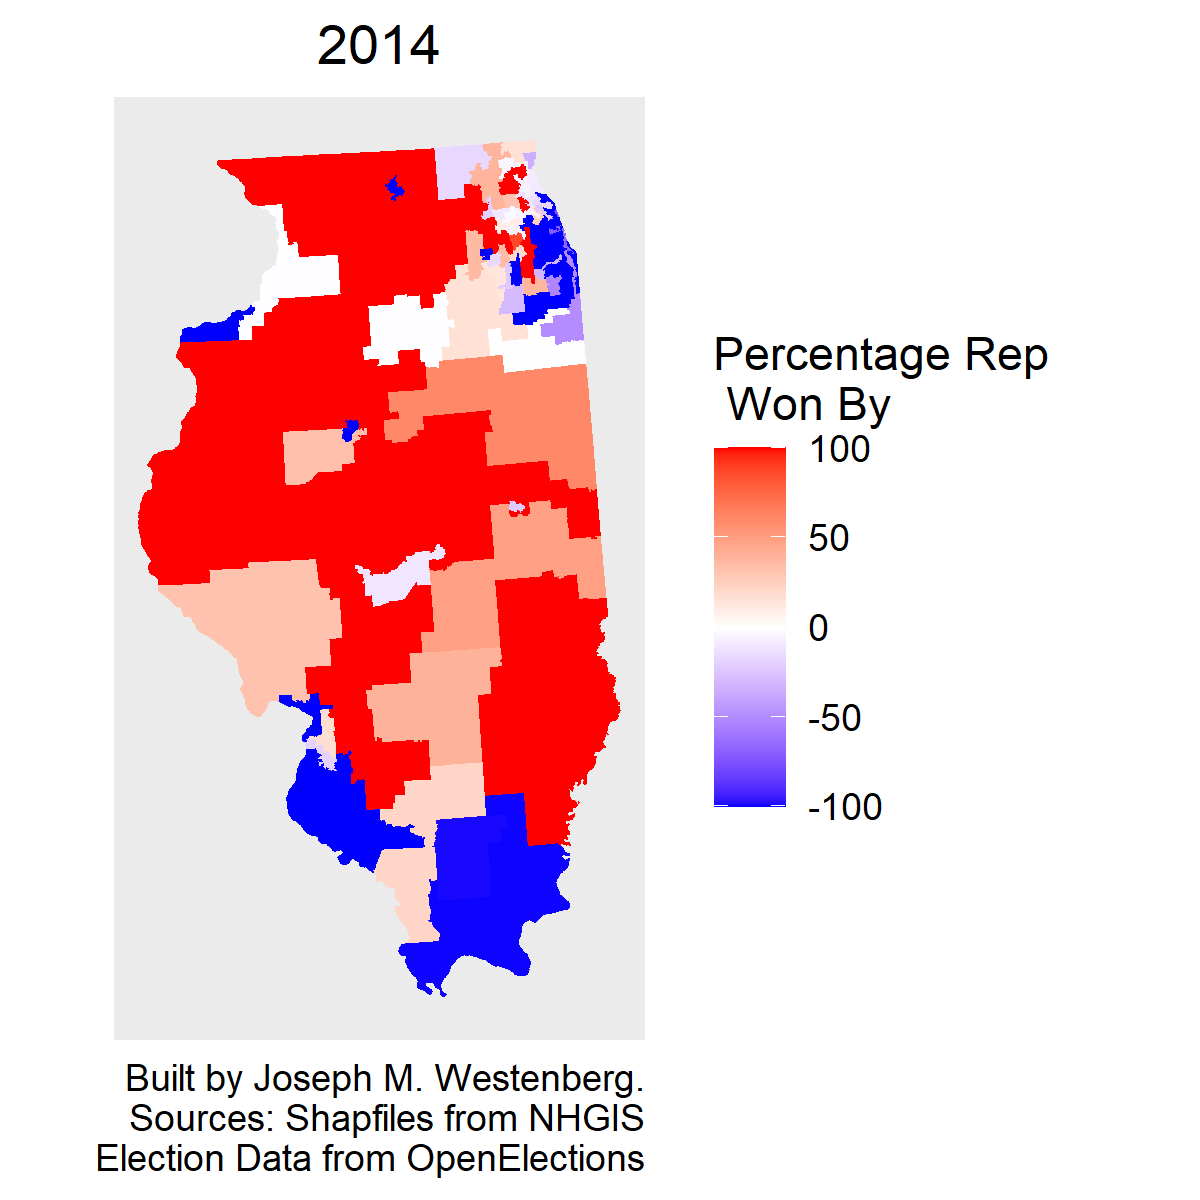 2014
Percentage Rep
Won By
100
50
0
-50
-100
Built by Joseph M. Westenberg.
Sources: Shapfiles from NHGIS
Election Data from OpenElections